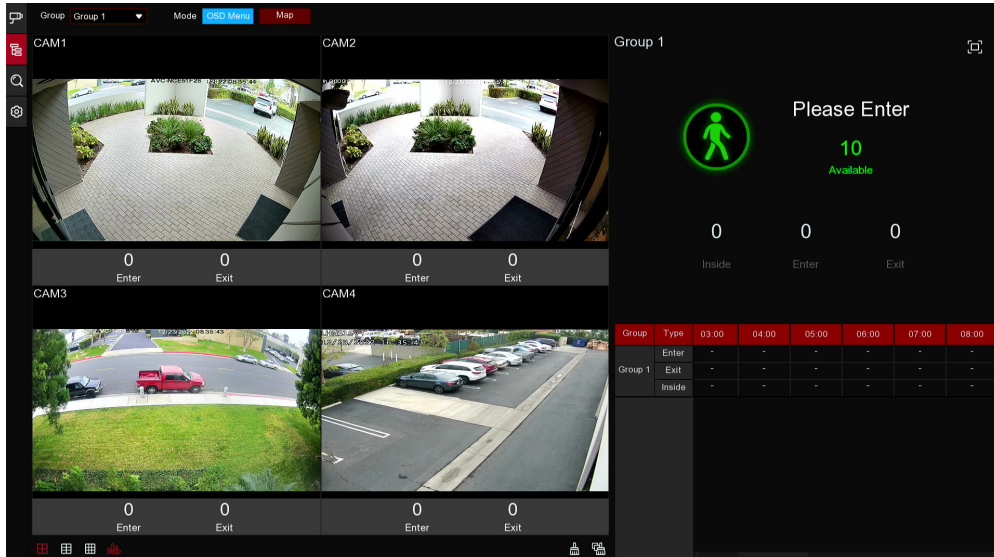 Group Group 1 Mode OSD Menu Map
CAM1
CAM2
AVC-NCE51F28
0 Enter
0 Exit
0 Enter
0 Exit
CAM3
CAM4
0 Enter
0 Exit
0 Enter
0 Exit
Group 1
Please Enter
10
Available
0 0 0
Inside Enter Exit
Group Type 03:00 04:00 05:00 06:00 07:00 08:00
Group 1
Enter - - - - - -
Exit - - - - - -
Inside - - - - - -